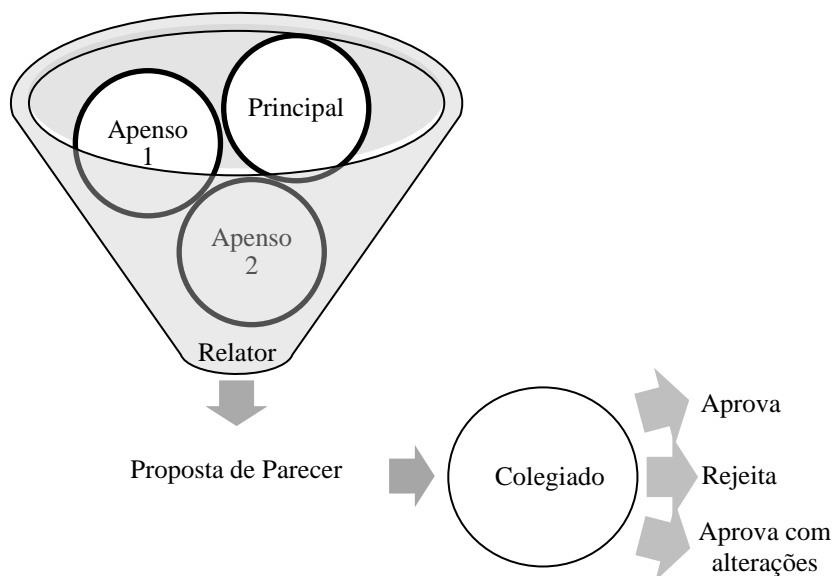 Principal
Apenso
1
Apenso
2
Relator
Proposta de Parecer
Colegiado
Aprova
Rejeita
Aprova com
alterações